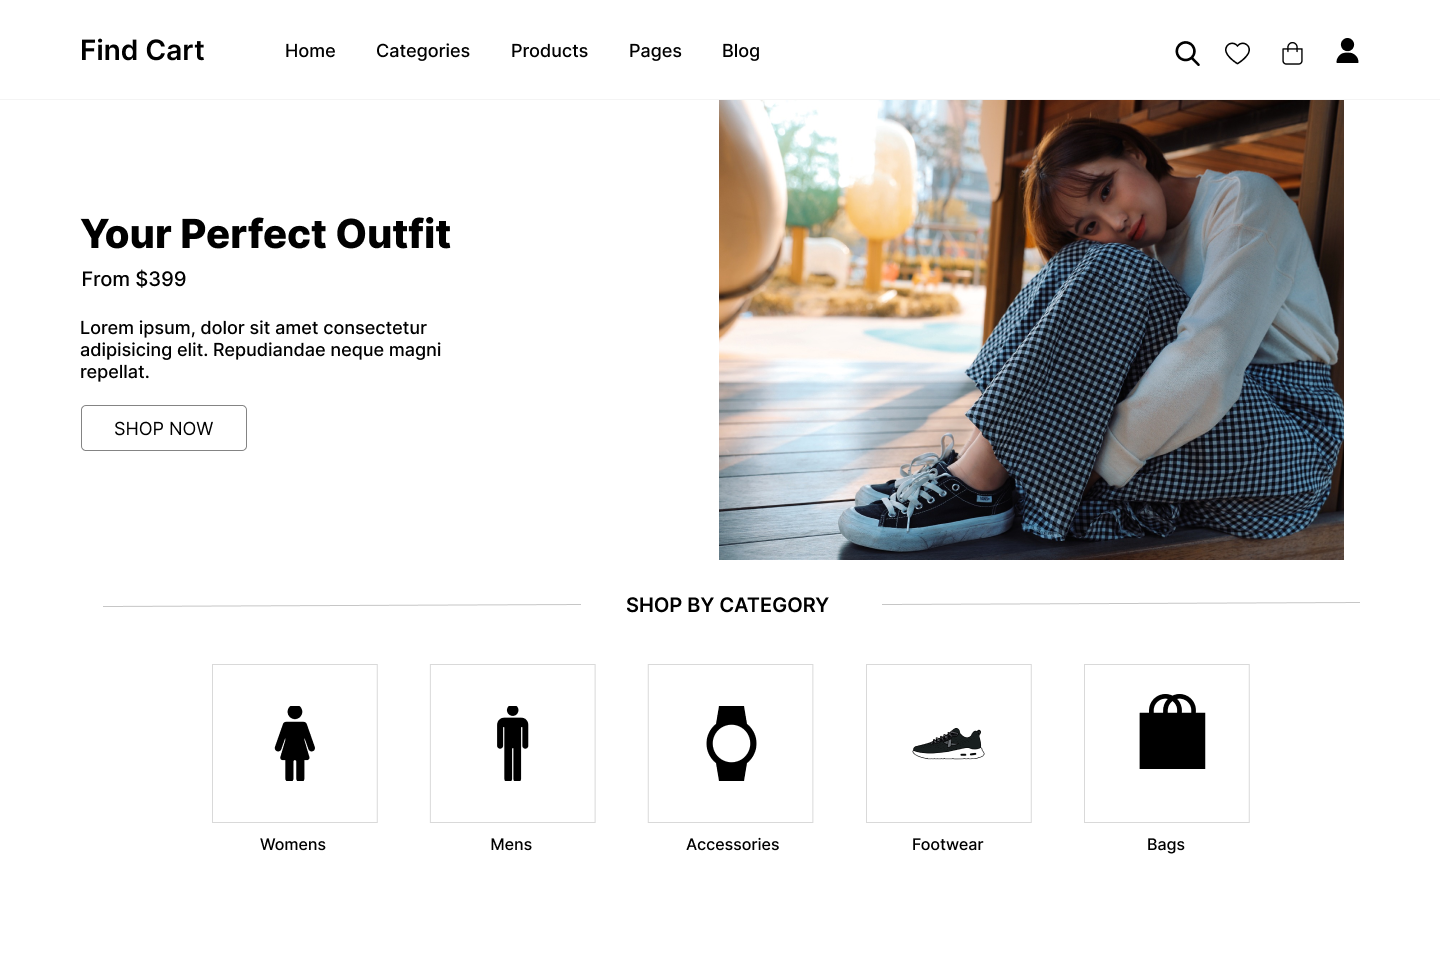 Find Cart
Home
Categories
Products
Pages
Blog
Your Perfect Outfit
From $399
Lorem ipsum, dolor sit amet consectetur
adipisicing elit. Repudiandae neque magni
repellat.
SHOP NOW
SHOP BY CATEGORY
Womens
Mens
Accessories
Footwear
Bags